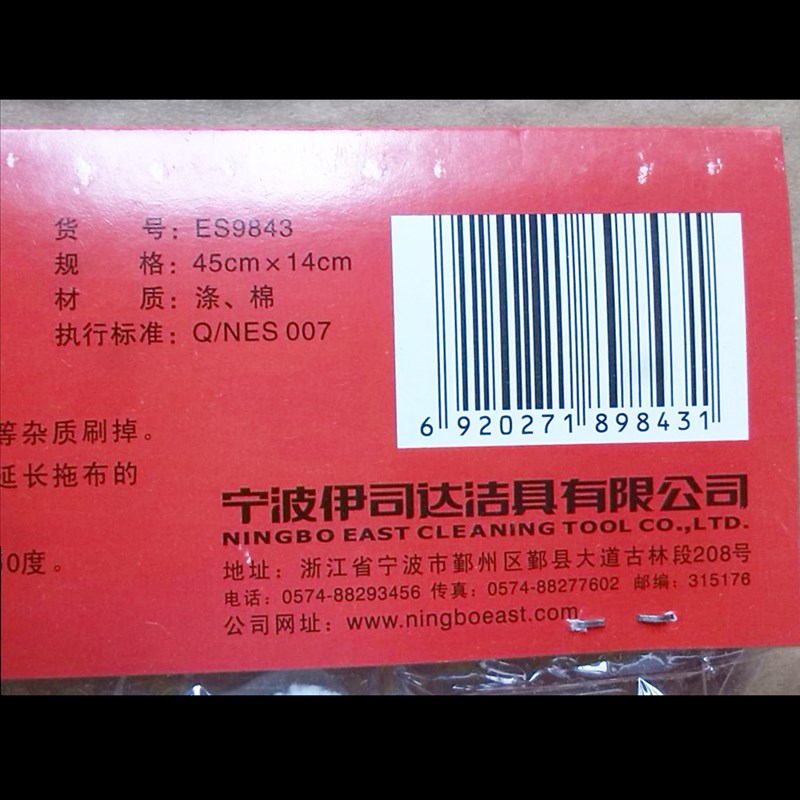 货 号：ES9843
规 格：45cm×14cm
材 质：涤、棉
执行标准：Q/NES 007
6 920271 898431
等杂质刷掉。
延长拖布的
0度。
宁波伊司达洁具有限公司
NINGBO EAST CLEANING TOOL CO.,LTD.
地址：浙江省宁波市鄞州区鄞县大道古林段208号
电话：0574-88293456 传真：0574-88277602 邮编：315176
公司网址：www.ningboeast.com